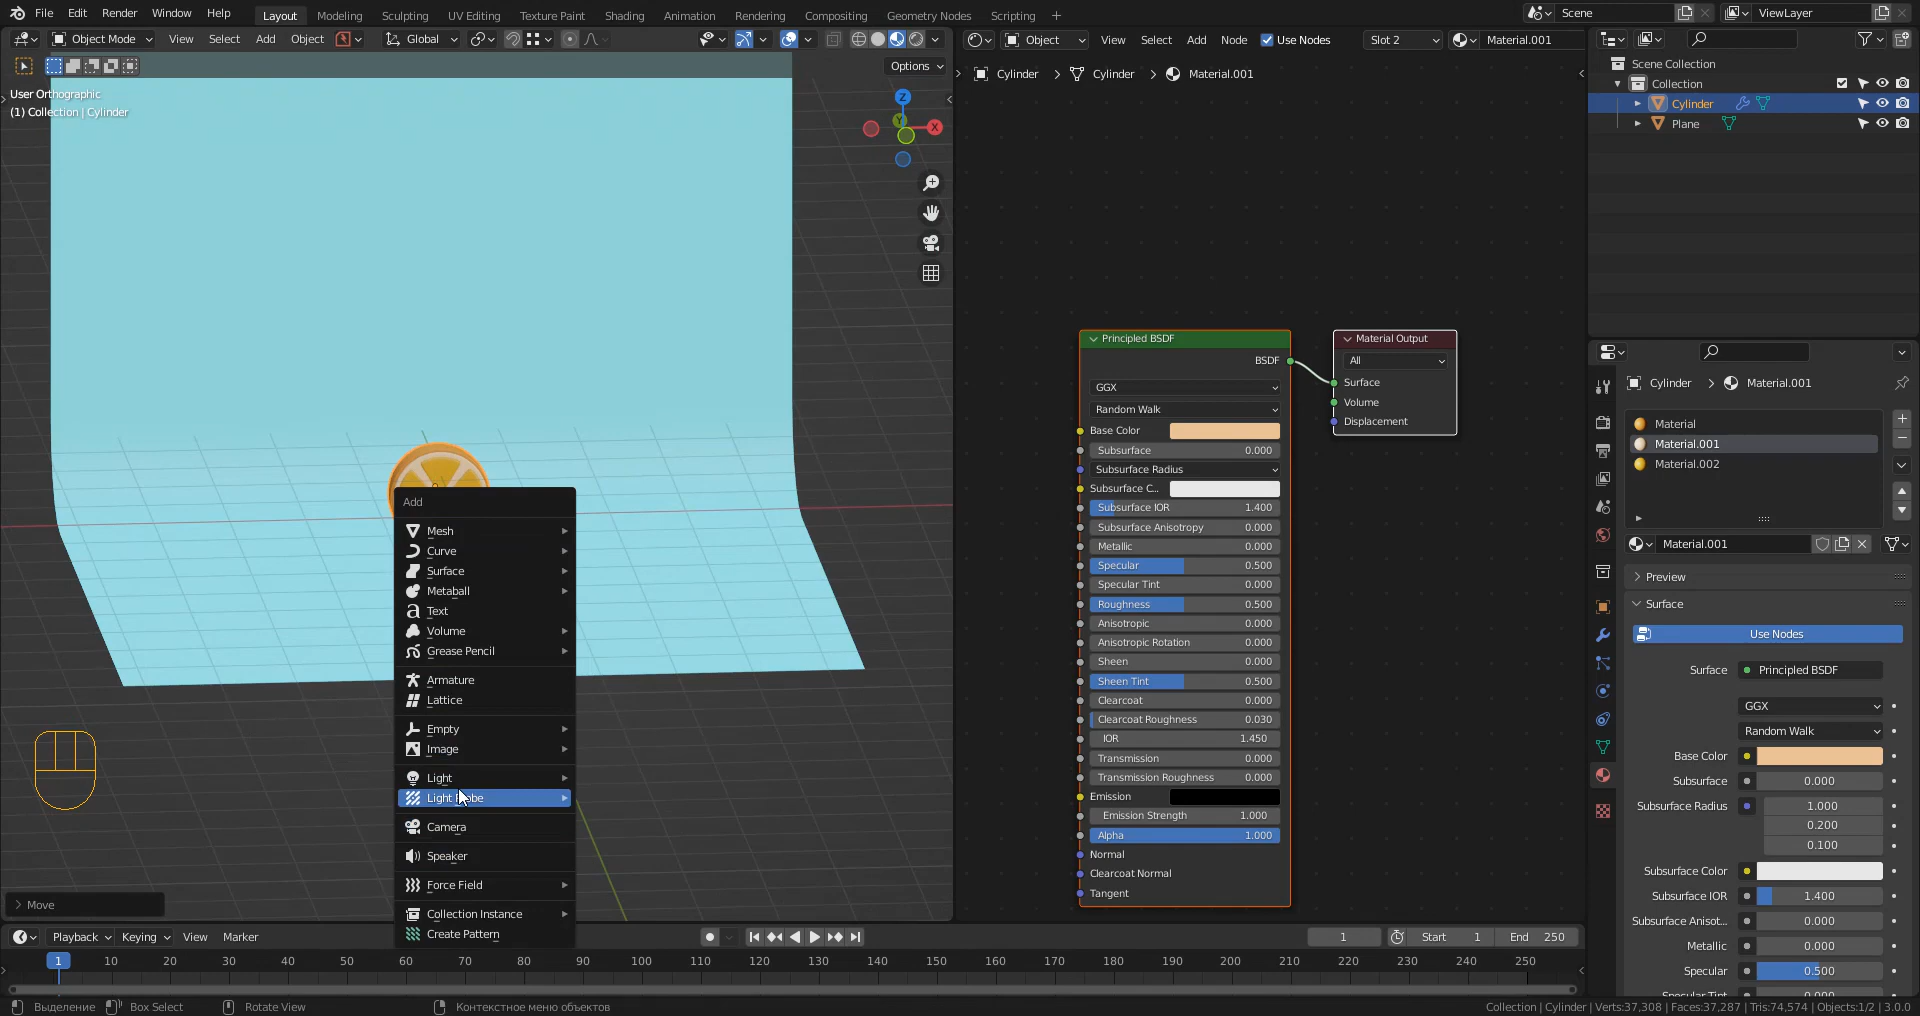 File Edit Render Window Help Layout Modeling Sculpting UV Editing Texture Paint Shading Animation Rendering Compositing Geometry Nodes Scripting + Scene ViewLayer
Object Mode View Select Add Object Global Object View Select Add Node Use Nodes Slot 2 Material.001
Options
User Orthographic
(1) Collection | Cylinder
Z
Y
X
Cylinder > Cylinder > Material.001
Scene Collection
Collection
Cylinder
Plane
Add
Mesh
Curve
Surface
Metaball
Text
Volume
Grease Pencil
Armature
Lattice
Empty
Image
Light
Camera
Speaker
Force Field
Collection Instance
Create Pattern
Move
Principled BSDF
BSDF
GGX
Random Walk
Base Color
Subsurface 0.000
Subsurface Radius
Subsurface C...
Subsurface IOR 1.400
Subsurface Anisotropy 0.000
Metallic 0.000
Specular 0.500
Specular Tint 0.000
Roughness 0.500
Anisotropic 0.000
Anisotropic Rotation 0.000
Sheen 0.000
Sheen Tint 0.500
Clearcoat 0.000
Clearcoat Roughness 0.030
IOR 1.450
Transmission 0.000
Transmission Roughness 0.000
Emission
Emission Strength 1.000
Alpha 1.000
Normal
Clearcoat Normal
Tangent
Material Output
All
Surface
Volume
Displacement
Cylinder > Material.001
Material
Material.001
Material.002
Material.001
Preview
Surface
Use Nodes
Surface Principled BSDF
GGX
Random Walk
Base Color
Subsurface 0.000
Subsurface Radius 1.000
0.200
0.100
Subsurface Color
Subsurface IOR 1.400
Subsurface Anisot... 0.000
Metallic 0.000
Specular 0.500
Specular Tint 0.000
Playback Keying View Marker 1 Start 1 End 250
1 10 20 30 40 50 60 70 80 90 100 110 120 130 140 150 160 170 180 190 200 210 220 230 240 250
Выделение Box Select Rotate View Контекстное меню объектов Collection | Cylinder | Verts:37,308 | Faces:37,287 | Tris:74,574 | Objects:1/2 | 3.0.0